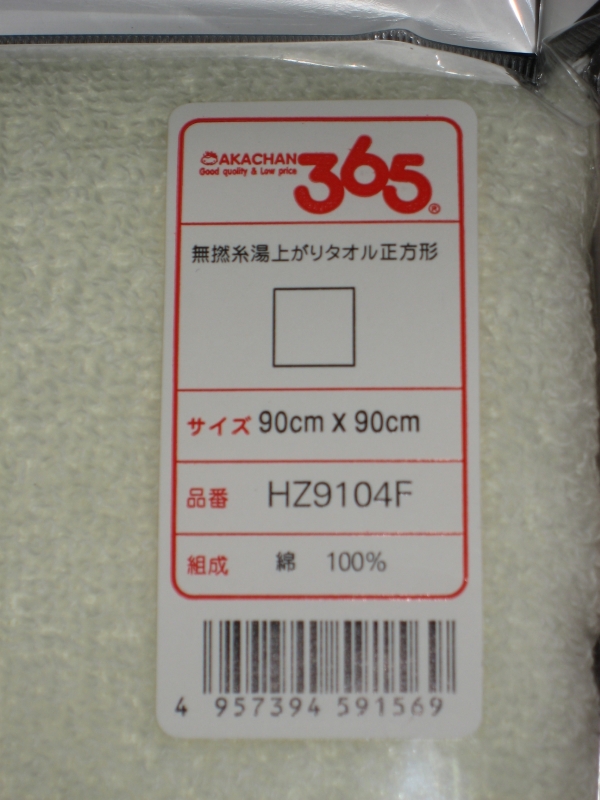 AKACHAN
Good quality & Low price
365®
無撚糸湯上がりタオル正方形
サイズ 90cm X 90cm
品番 HZ9104F
組成 綿 100%
4 957394 591569